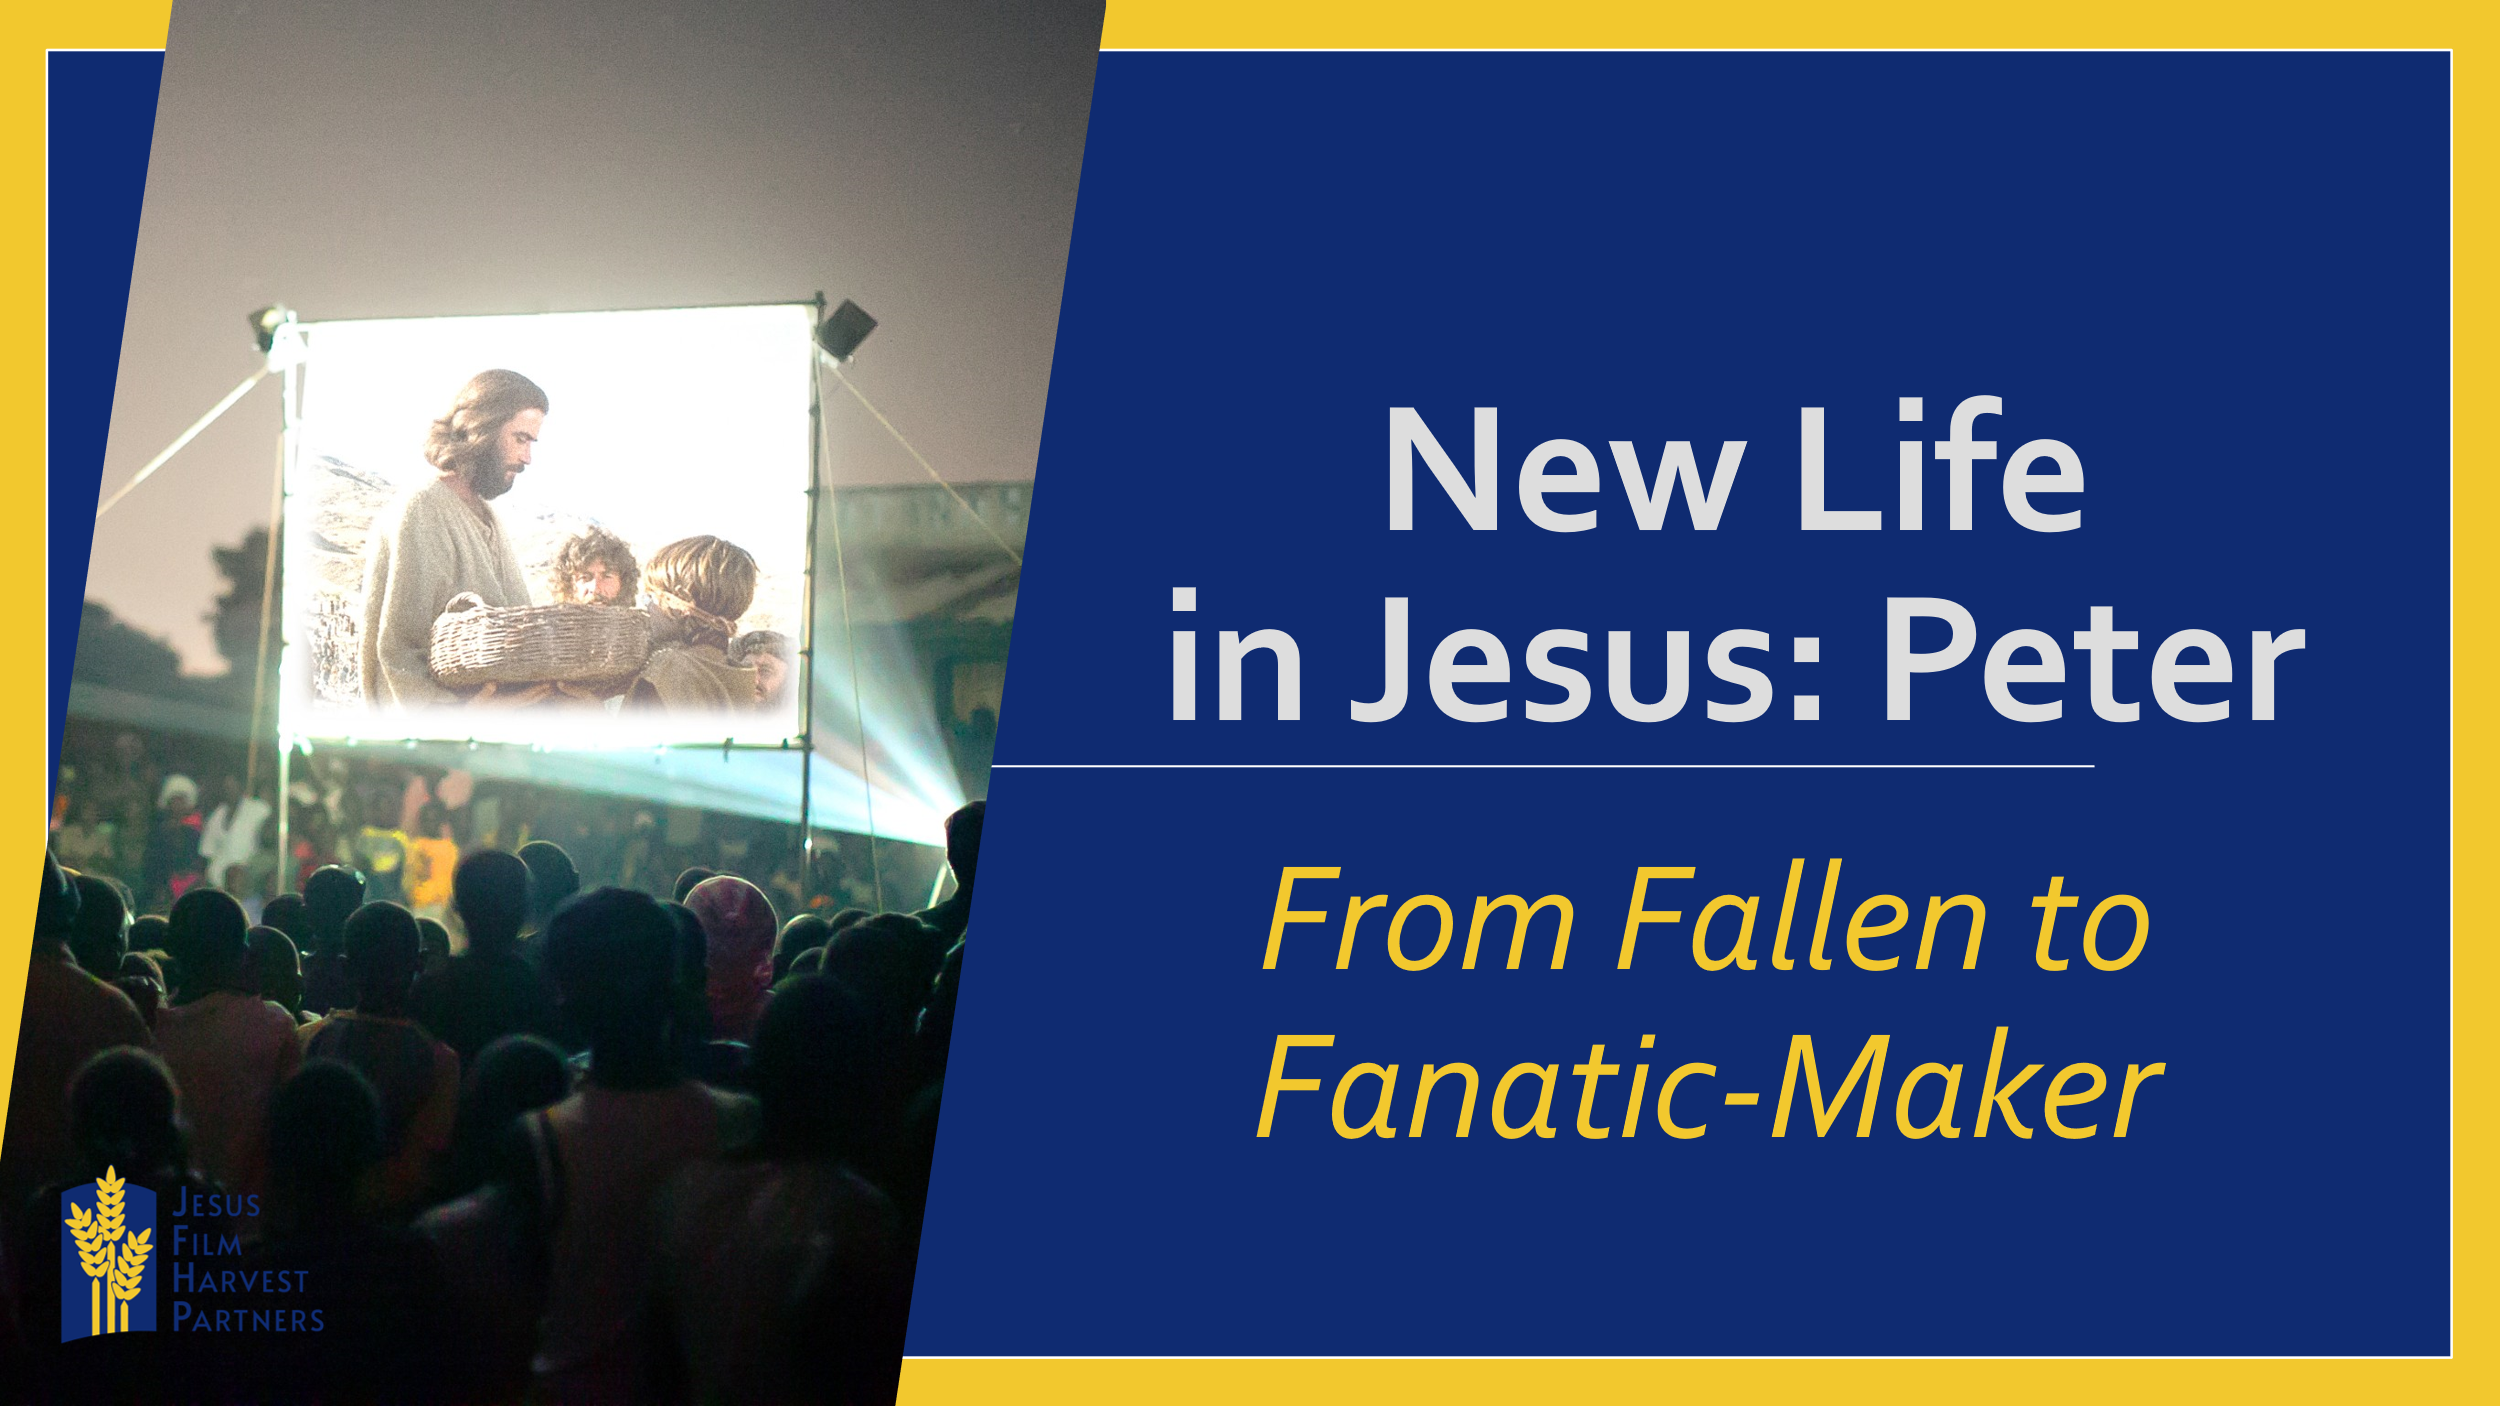 New Life
in Jesus: Peter
From Fallen to
Fanatic-Maker
JESUS
FILM
HARVEST
PARTNERS